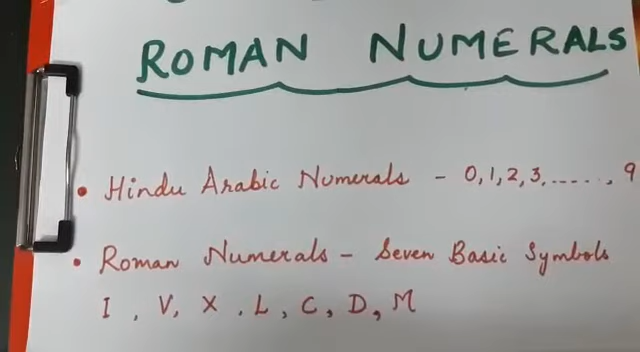 ROMAN NUMERALS
• Hindu Arabic Numerals - 0,1,2,3,......, 9
• Roman Numerals - Seven Basic Symbols
I, V, X, L, C, D, M